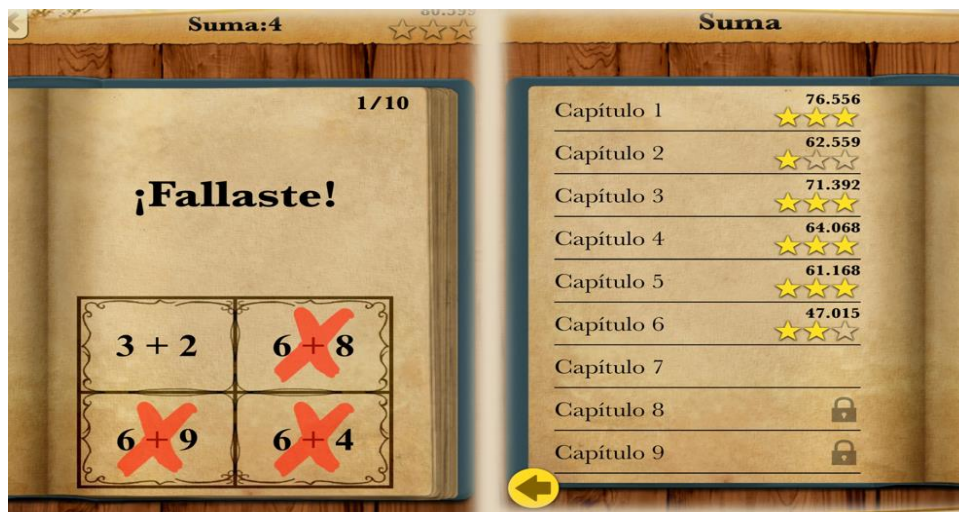 Suma:4
80.599
1/10
¡Fallaste!
3 + 2
6 + 8
6 + 9
6 + 4
Suma
Capítulo 1
76.556
Capítulo 2
62.559
Capítulo 3
71.392
Capítulo 4
64.068
Capítulo 5
61.168
Capítulo 6
47.015
Capítulo 7
Capítulo 8
Capítulo 9